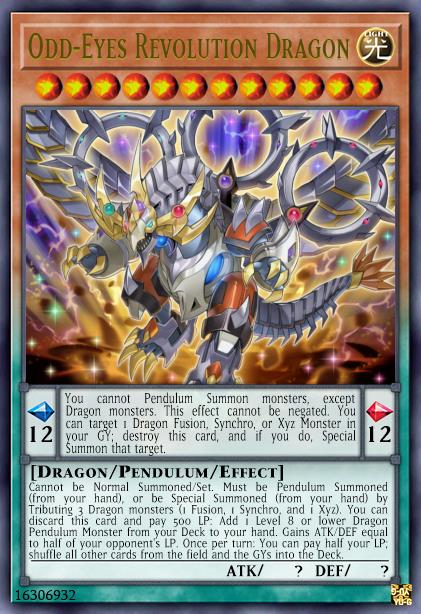 ODD-EYES REVOLUTION DRAGON
LIGHT
光
You cannot Pendulum Summon monsters, except
Dragon monsters. This effect cannot be negated. You
can target 1 Dragon Fusion, Synchro, or Xyz Monster in
your GY; destroy this card, and if you do, Special
Summon that target.
12
12
[DRAGON/PENDULUM/EFFECT]
Cannot be Normal Summoned/Set. Must be Pendulum Summoned
(from your hand), or be Special Summoned (from your hand) by
Tributing 3 Dragon monsters (1 Fusion, 1 Synchro, and 1 Xyz). You can
discard this card and pay 500 LP: Add 1 Level 8 or lower Dragon
Pendulum Monster from your Deck to your hand. Gains ATK/DEF equal
to half of your opponent's LP. Once per turn: You can pay half your LP;
shuffle all other cards from the field and the GYs into the Deck.
ATK/ ? DEF/ ?
16306932